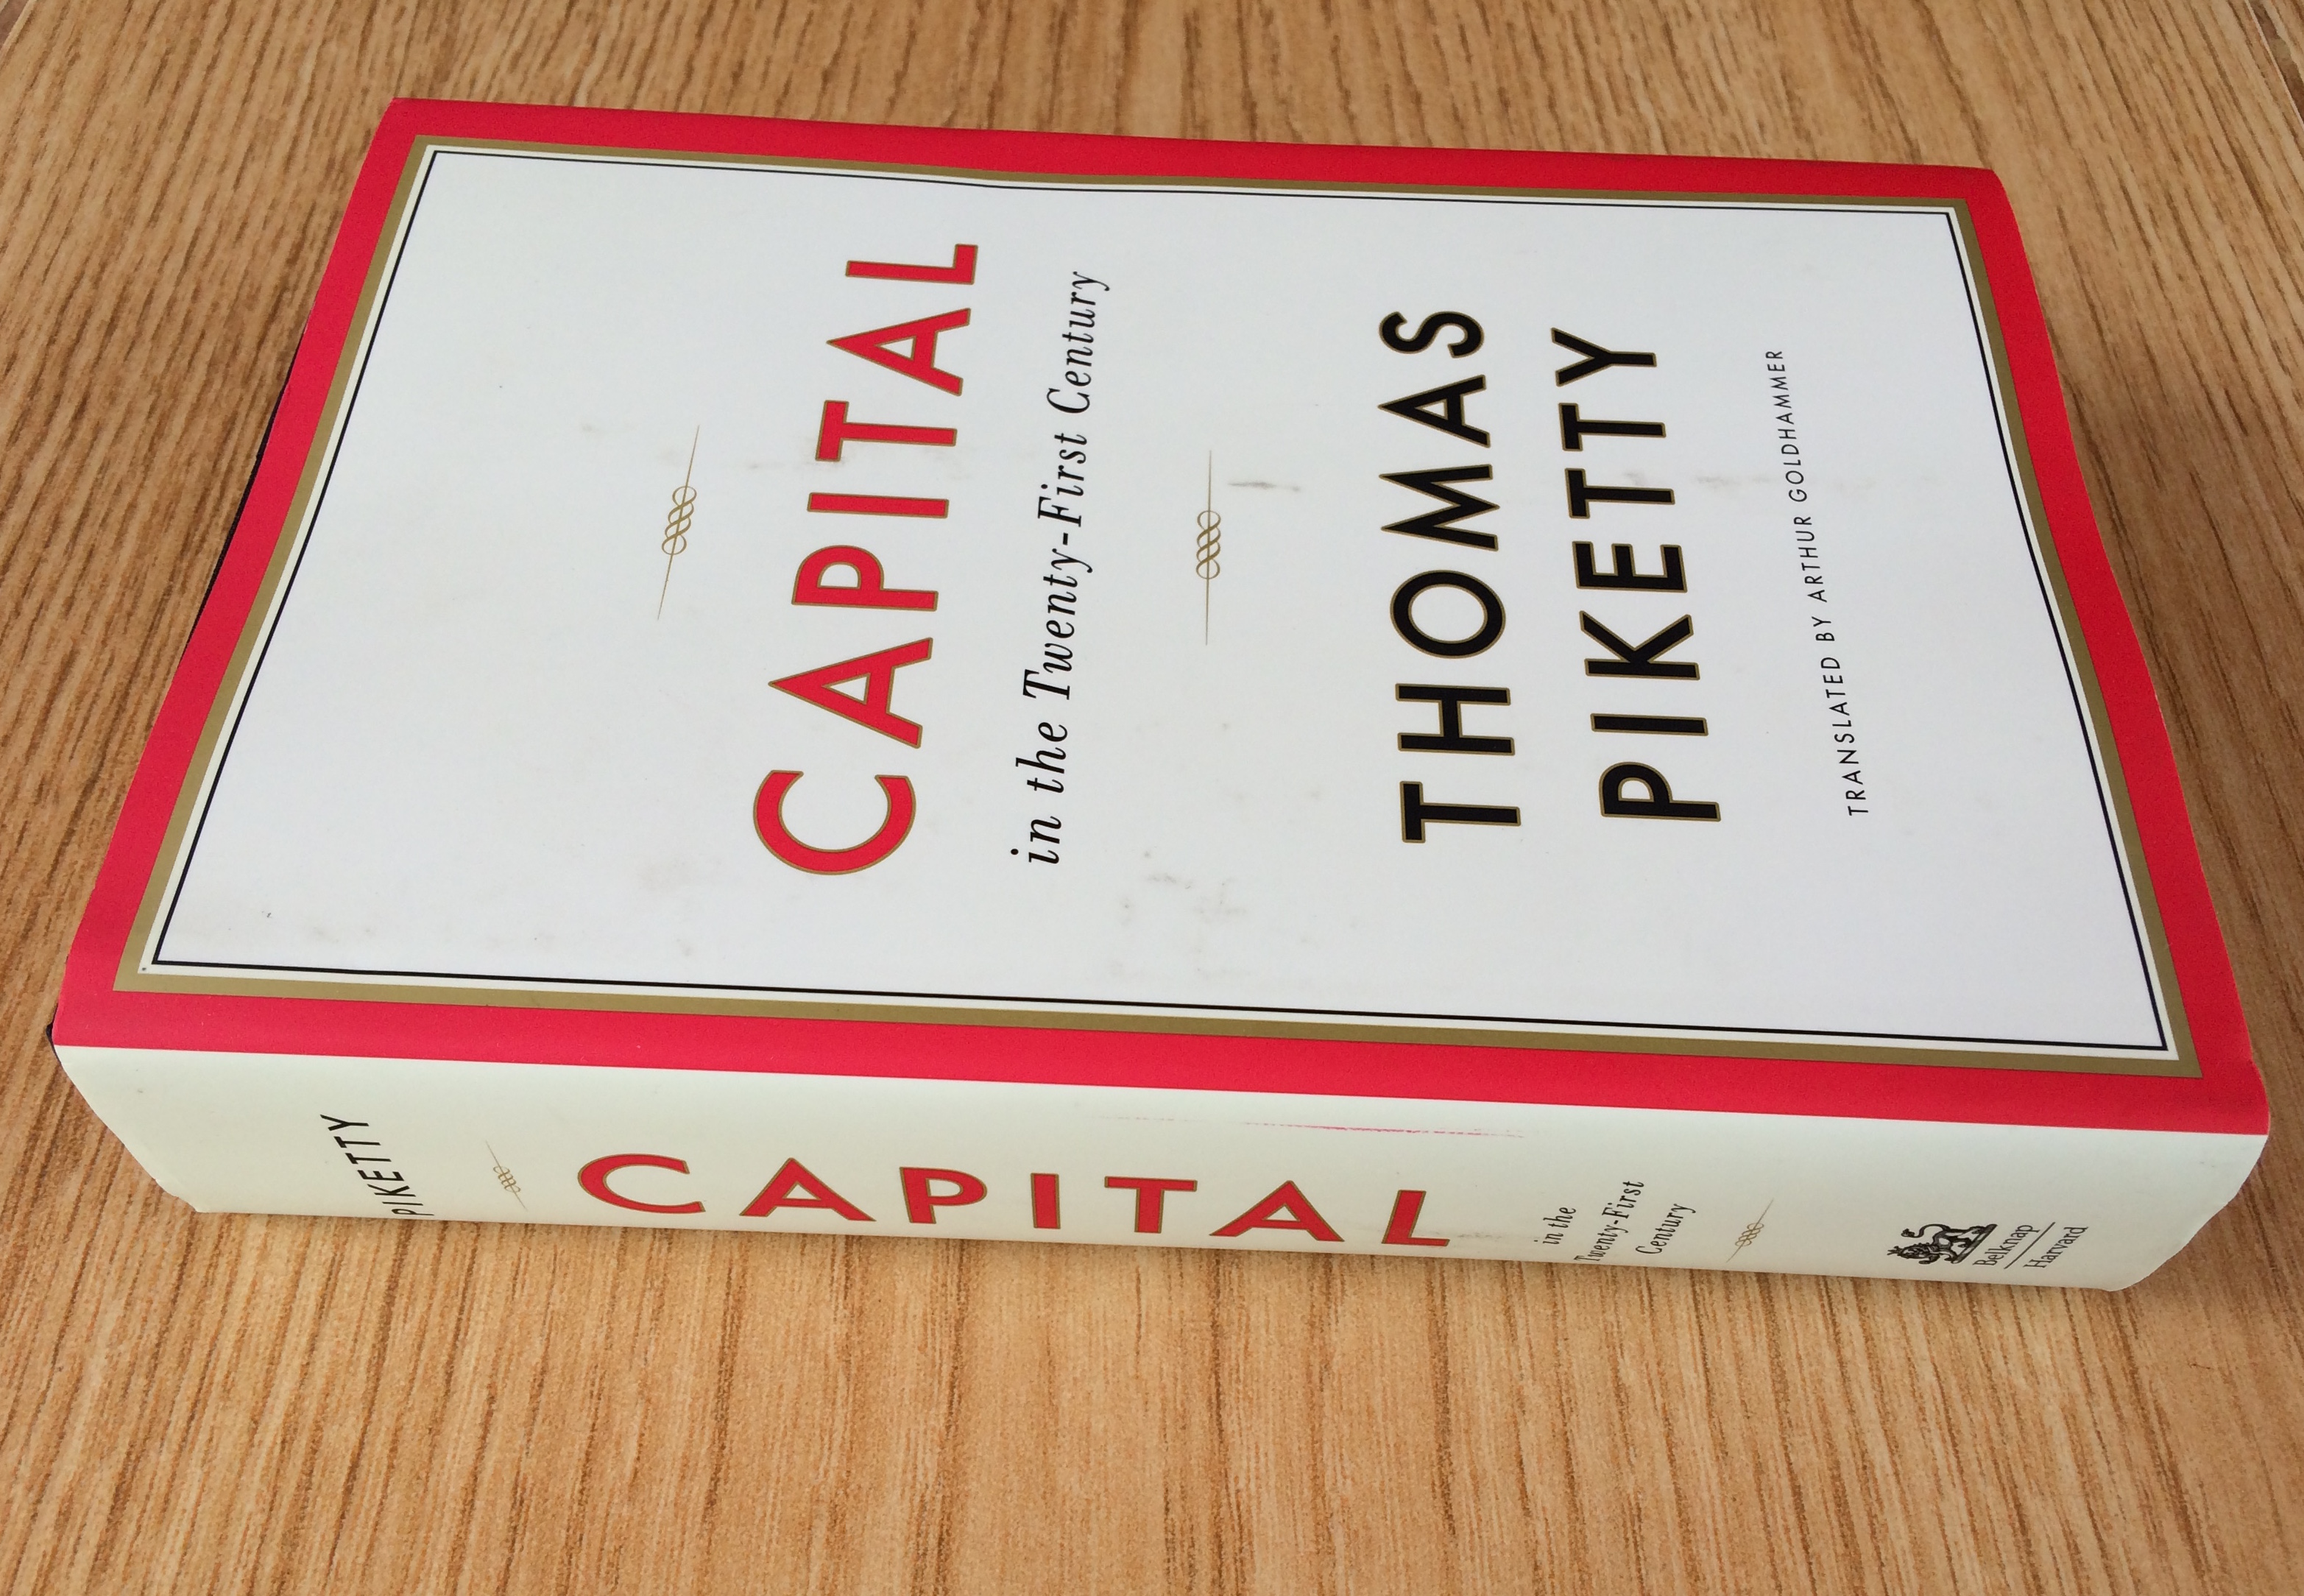 CAPITAL
in the Twenty-First Century
THOMAS
PIKETTY
TRANSLATED BY ARTHUR GOLDHAMMER
PIKETTY
CAPITAL
in the
Twenty-First
Century
Belknap
Harvard